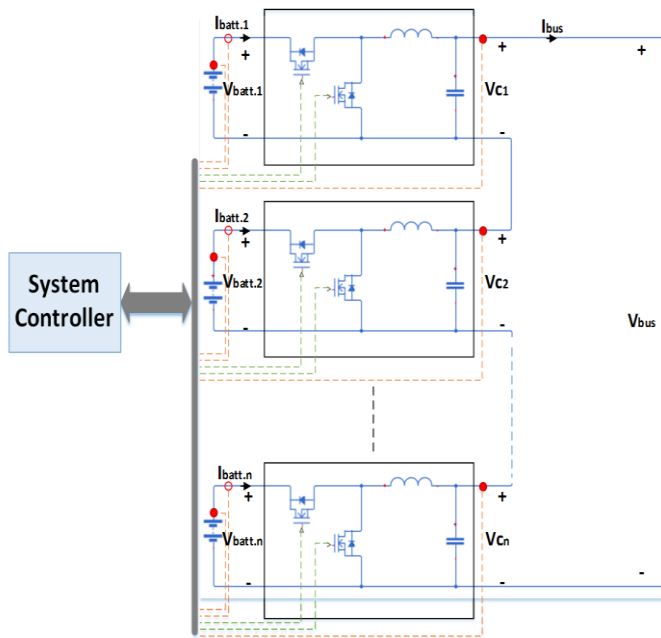 Ibatt.1
Ibus
+
+
+
Vbatt.1
Vc1
-
-
Ibatt.2
+
+
Vbatt.2
Vc2
System
Controller
Vbus
-
-
Ibatt.n
+
+
Vbatt.n
Vcn
-
-
-